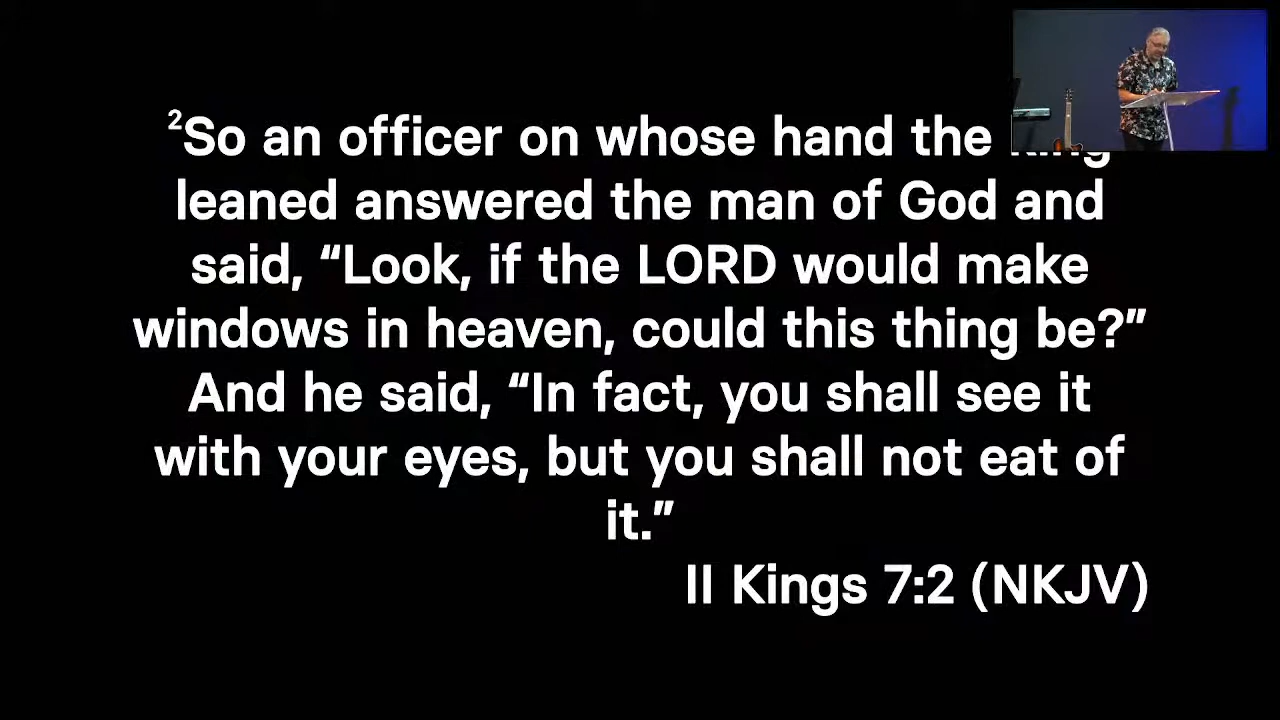 ²So an officer on whose hand the king
leaned answered the man of God and
said, “Look, if the LORD would make
windows in heaven, could this thing be?”
And he said, “In fact, you shall see it
with your eyes, but you shall not eat of
it.”
II Kings 7:2 (NKJV)